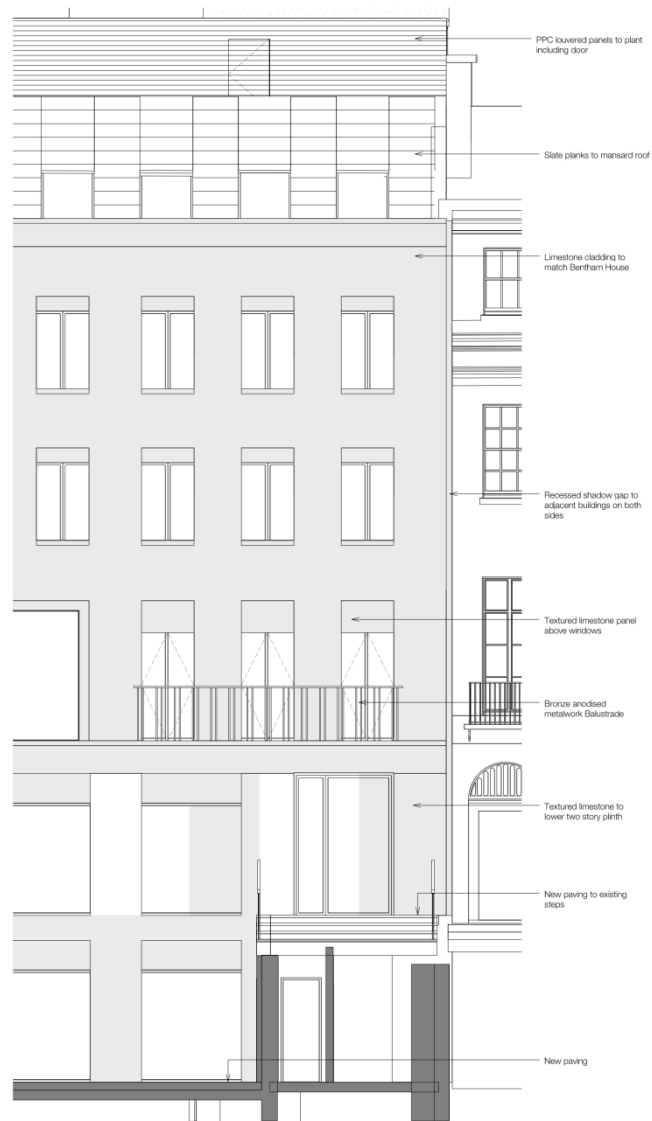 PPC louvered panels to plant
including door
Slate planks to mansard roof
Limestone cladding to
match Bentham House
Recessed shadow gap to
adjacent buildings on both
sides
Textured limestone panel
above windows
Bronze anodised
metalwork Balustrade
Textured limestone to
lower two story plinth
New paving to existing
steps
New paving